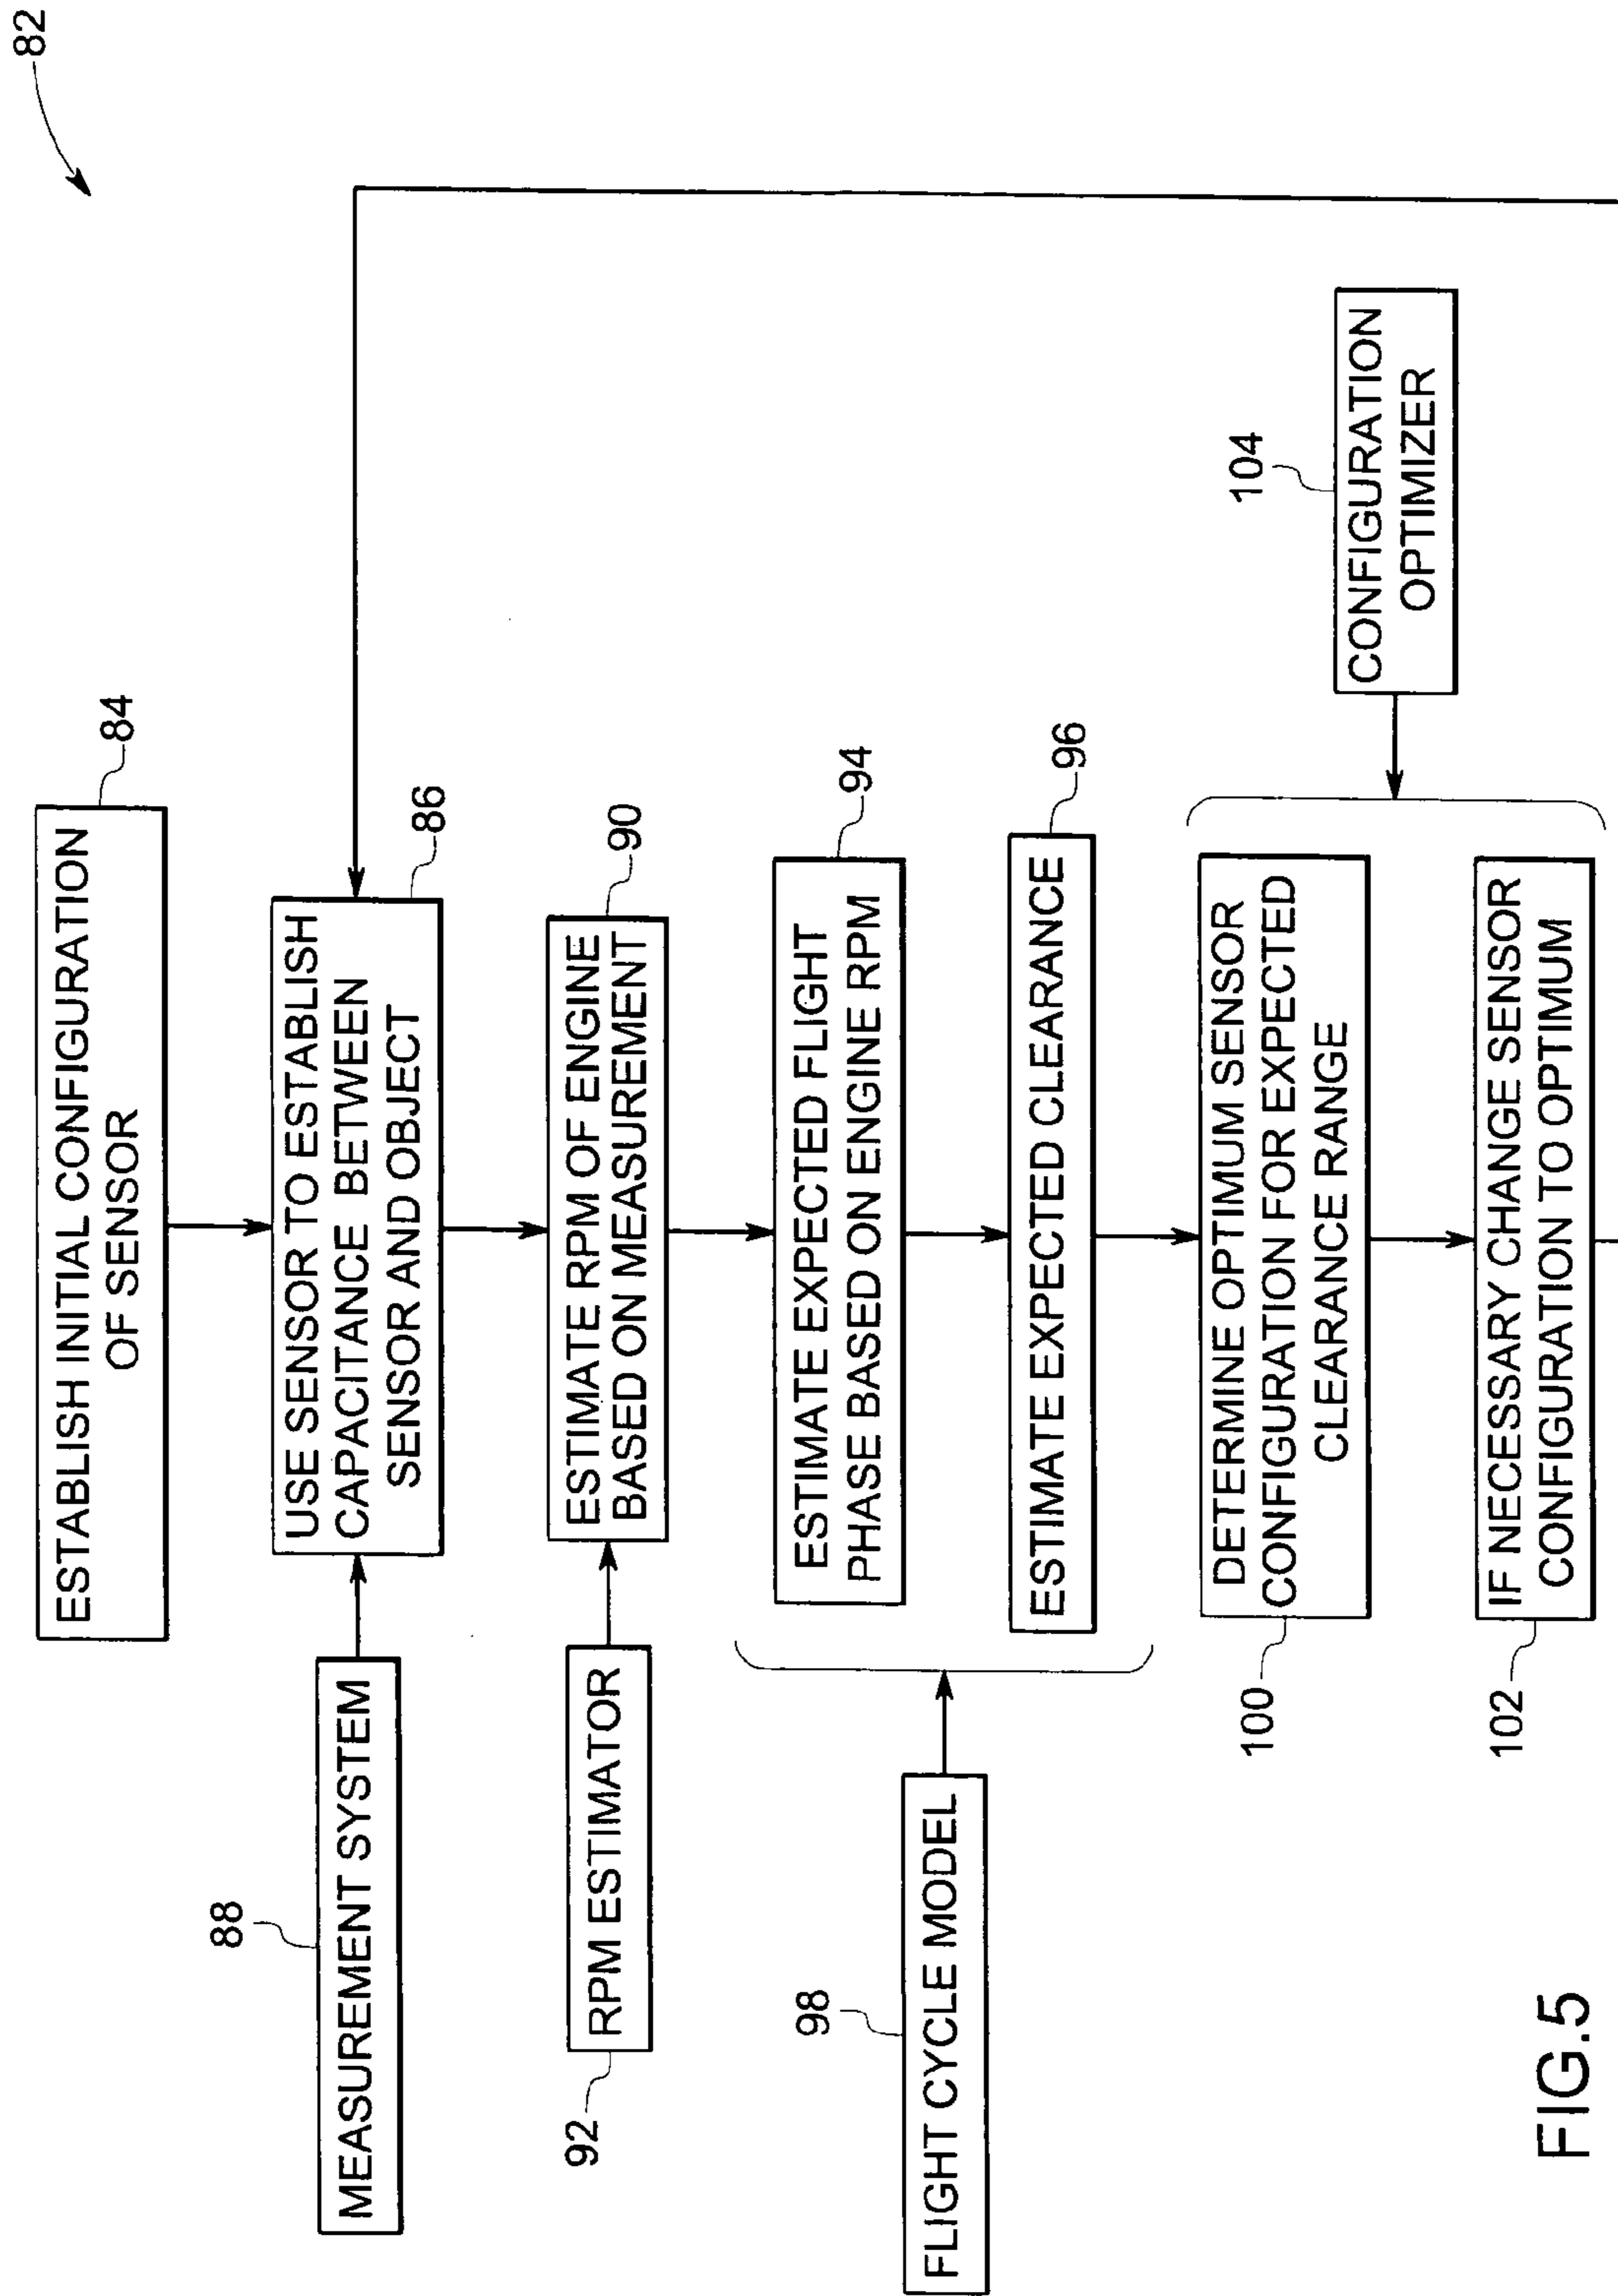 82
ESTABLISH INITIAL CONFIGURATION
OF SENSOR
84
88
MEASUREMENT SYSTEM
USE SENSOR TO ESTABLISH
CAPACITANCE BETWEEN
SENSOR AND OBJECT
86
92
RPM ESTIMATOR
ESTIMATE RPM OF ENGINE
BASED ON MEASUREMENT
90
98
FLIGHT CYCLE MODEL
ESTIMATE EXPECTED FLIGHT
PHASE BASED ON ENGINE RPM
94
ESTIMATE EXPECTED CLEARANCE
96
100
DETERMINE OPTIMUM SENSOR
CONFIGURATION FOR EXPECTED
CLEARANCE RANGE
104
CONFIGURATION
OPTIMIZER
102
IF NECESSARY CHANGE SENSOR
CONFIGURATION TO OPTIMUM
FIG.5